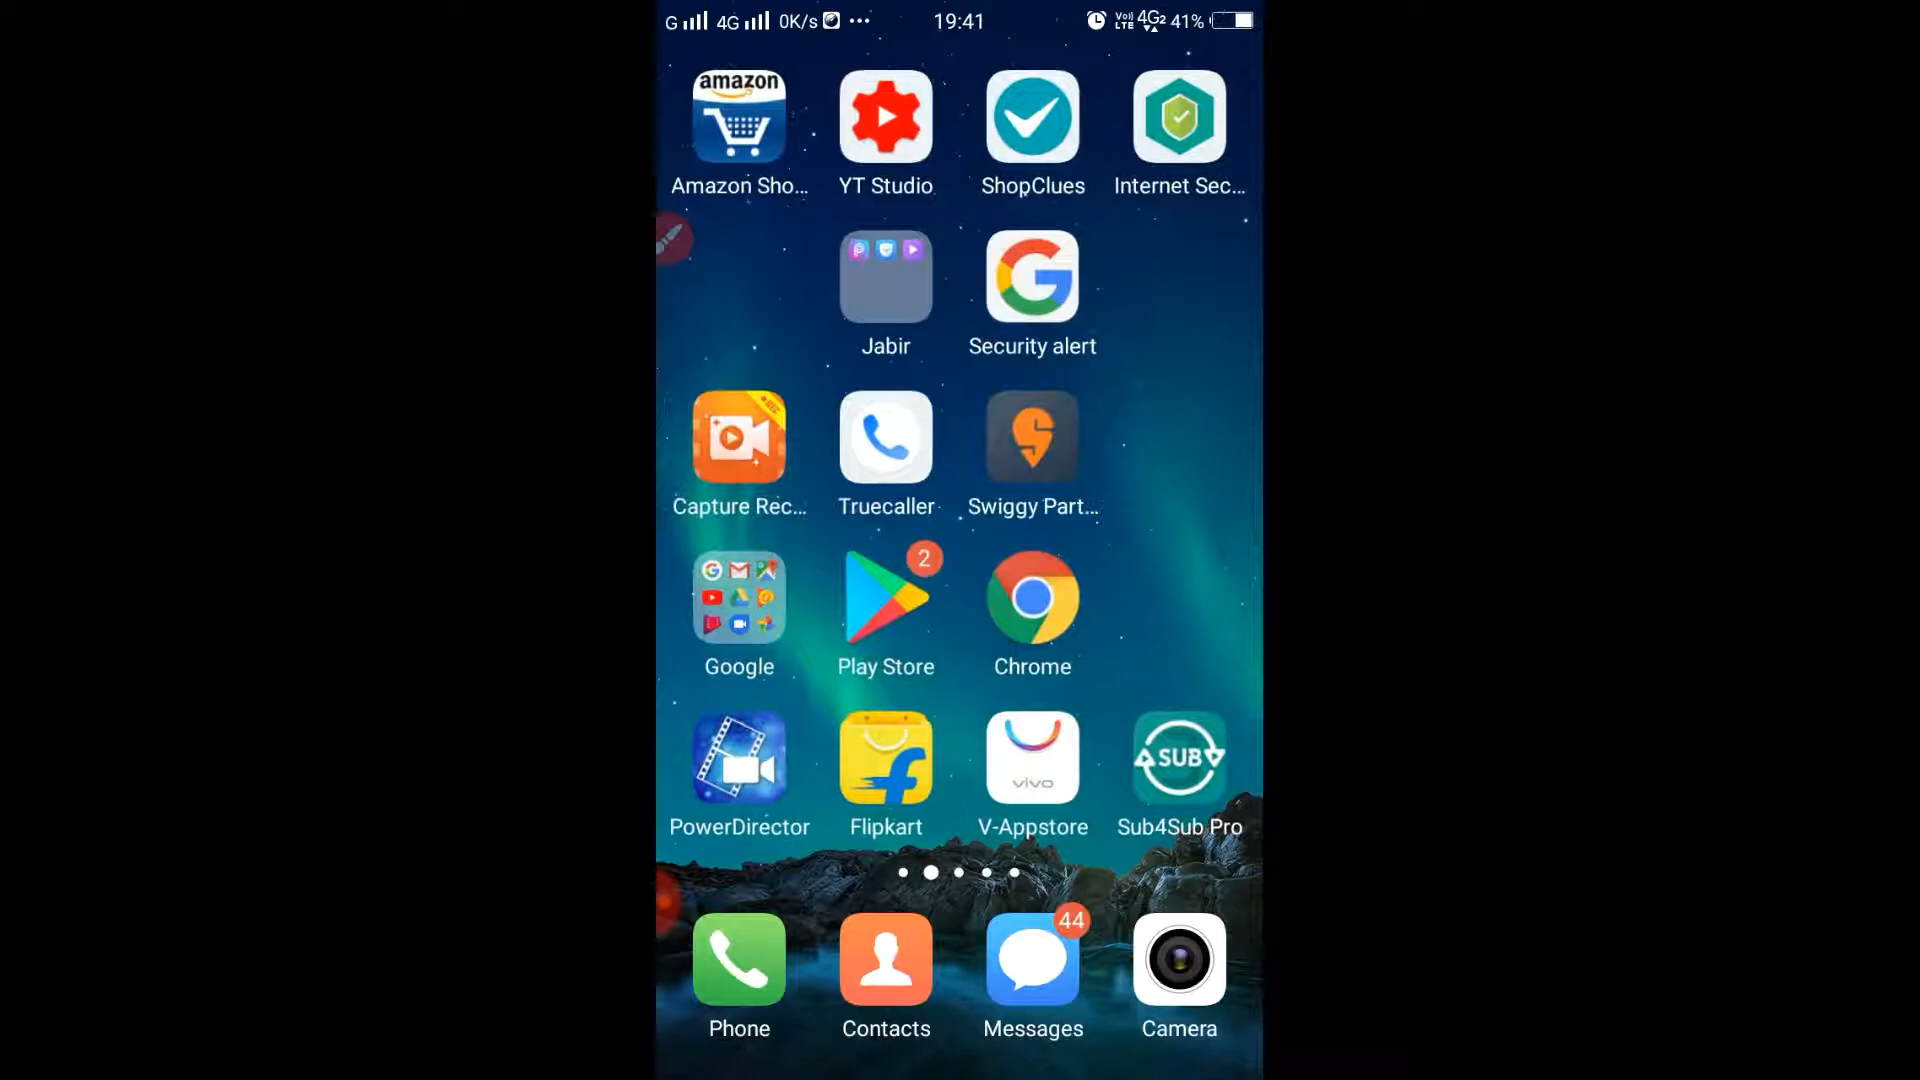 G 4G 0K/s ... 19:41 VoI) LTE 4G2 41%
amazon
Amazon Sho... YT Studio ShopClues Internet Sec...
Jabir Security alert
Capture Rec... Truecaller Swiggy Part...
2
Google Play Store Chrome
vivo
SUB
PowerDirector Flipkart V-Appstore Sub4Sub Pro
44
Phone Contacts Messages Camera